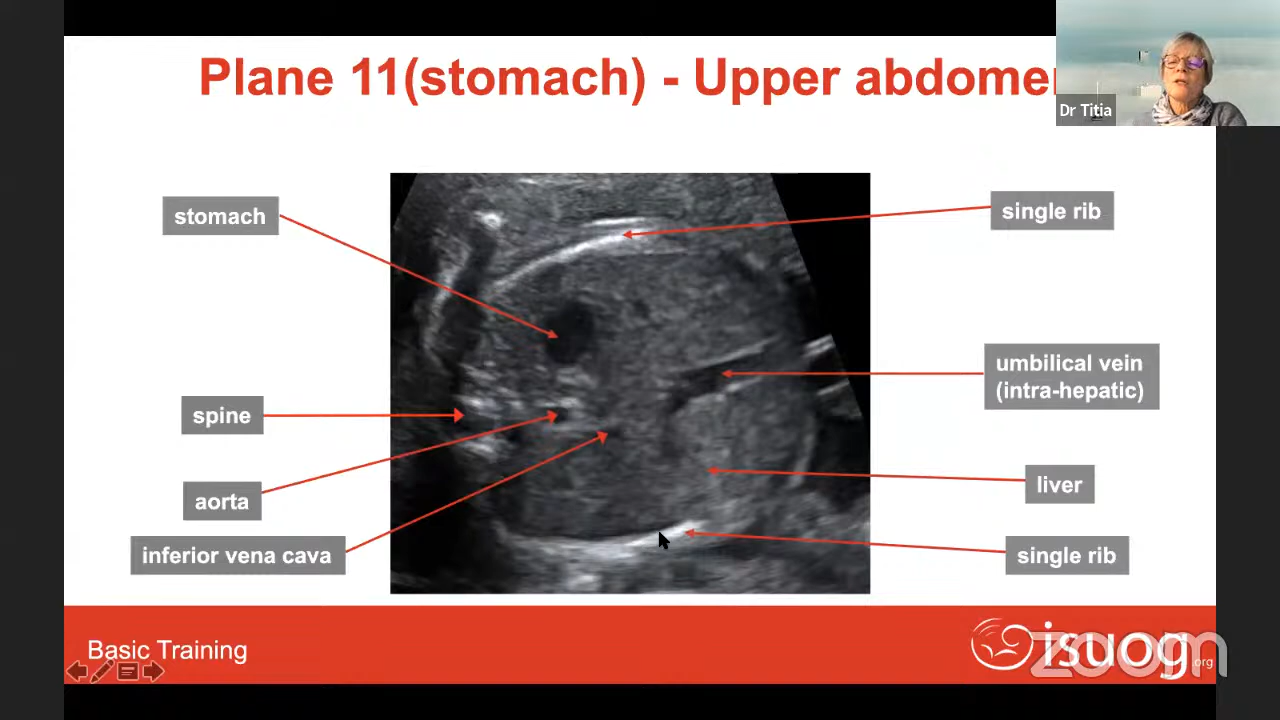 Plane 11(stomach) - Upper abdomen
Dr Titia
stomach
single rib
umbilical vein
(intra-hepatic)
spine
liver
aorta
inferior vena cava
single rib
Basic Training
isuog
.org
zoom